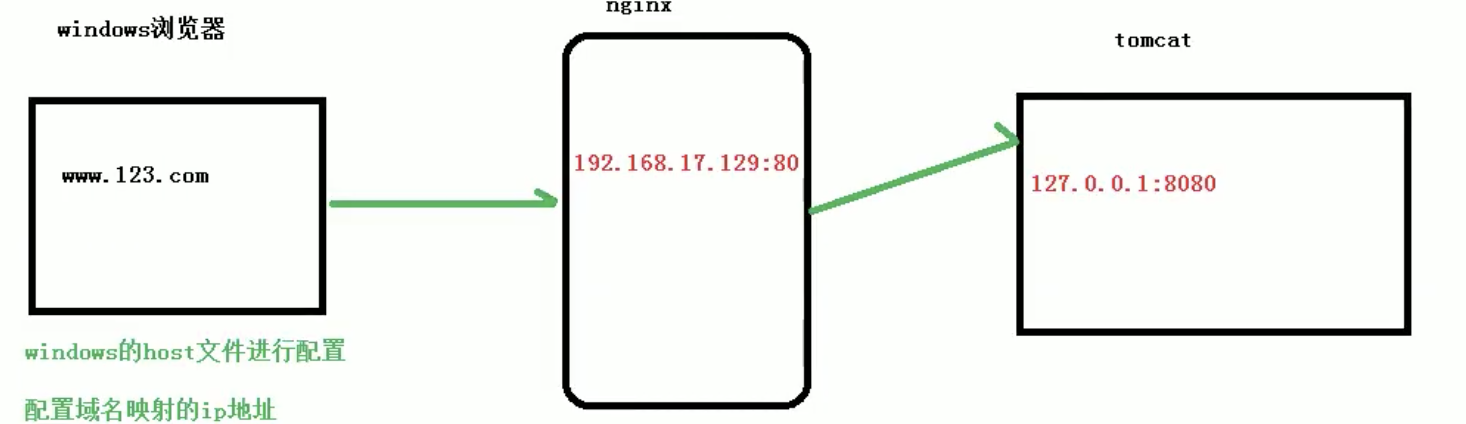 windows浏览器
www.123.com
windows的host文件进行配置
配置域名映射的ip地址
nginx
192.168.17.129:80
tomcat
127.0.0.1:8080